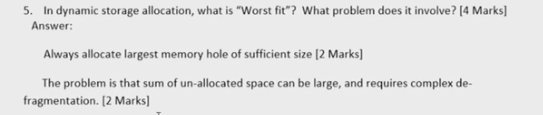 5. In dynamic storage allocation, what is "Worst fit"? What problem does it involve? [4 Marks]
Answer:
Always allocate largest memory hole of sufficient size [2 Marks]
The problem is that sum of un-allocated space can be large, and requires complex de-
fragmentation. [2 Marks]